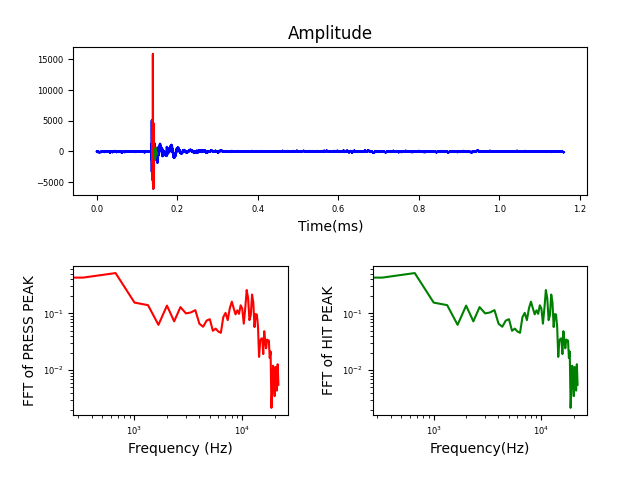 Amplitude
15000
10000
5000
0
−5000
0.0 0.2 0.4 0.6 0.8 1.0 1.2
Time(ms)
FFT of PRESS PEAK
10⁻¹
10⁻²
10³ 10⁴
Frequency (Hz)
FFT of HIT PEAK
10⁻¹
10⁻²
10³ 10⁴
Frequency(Hz)